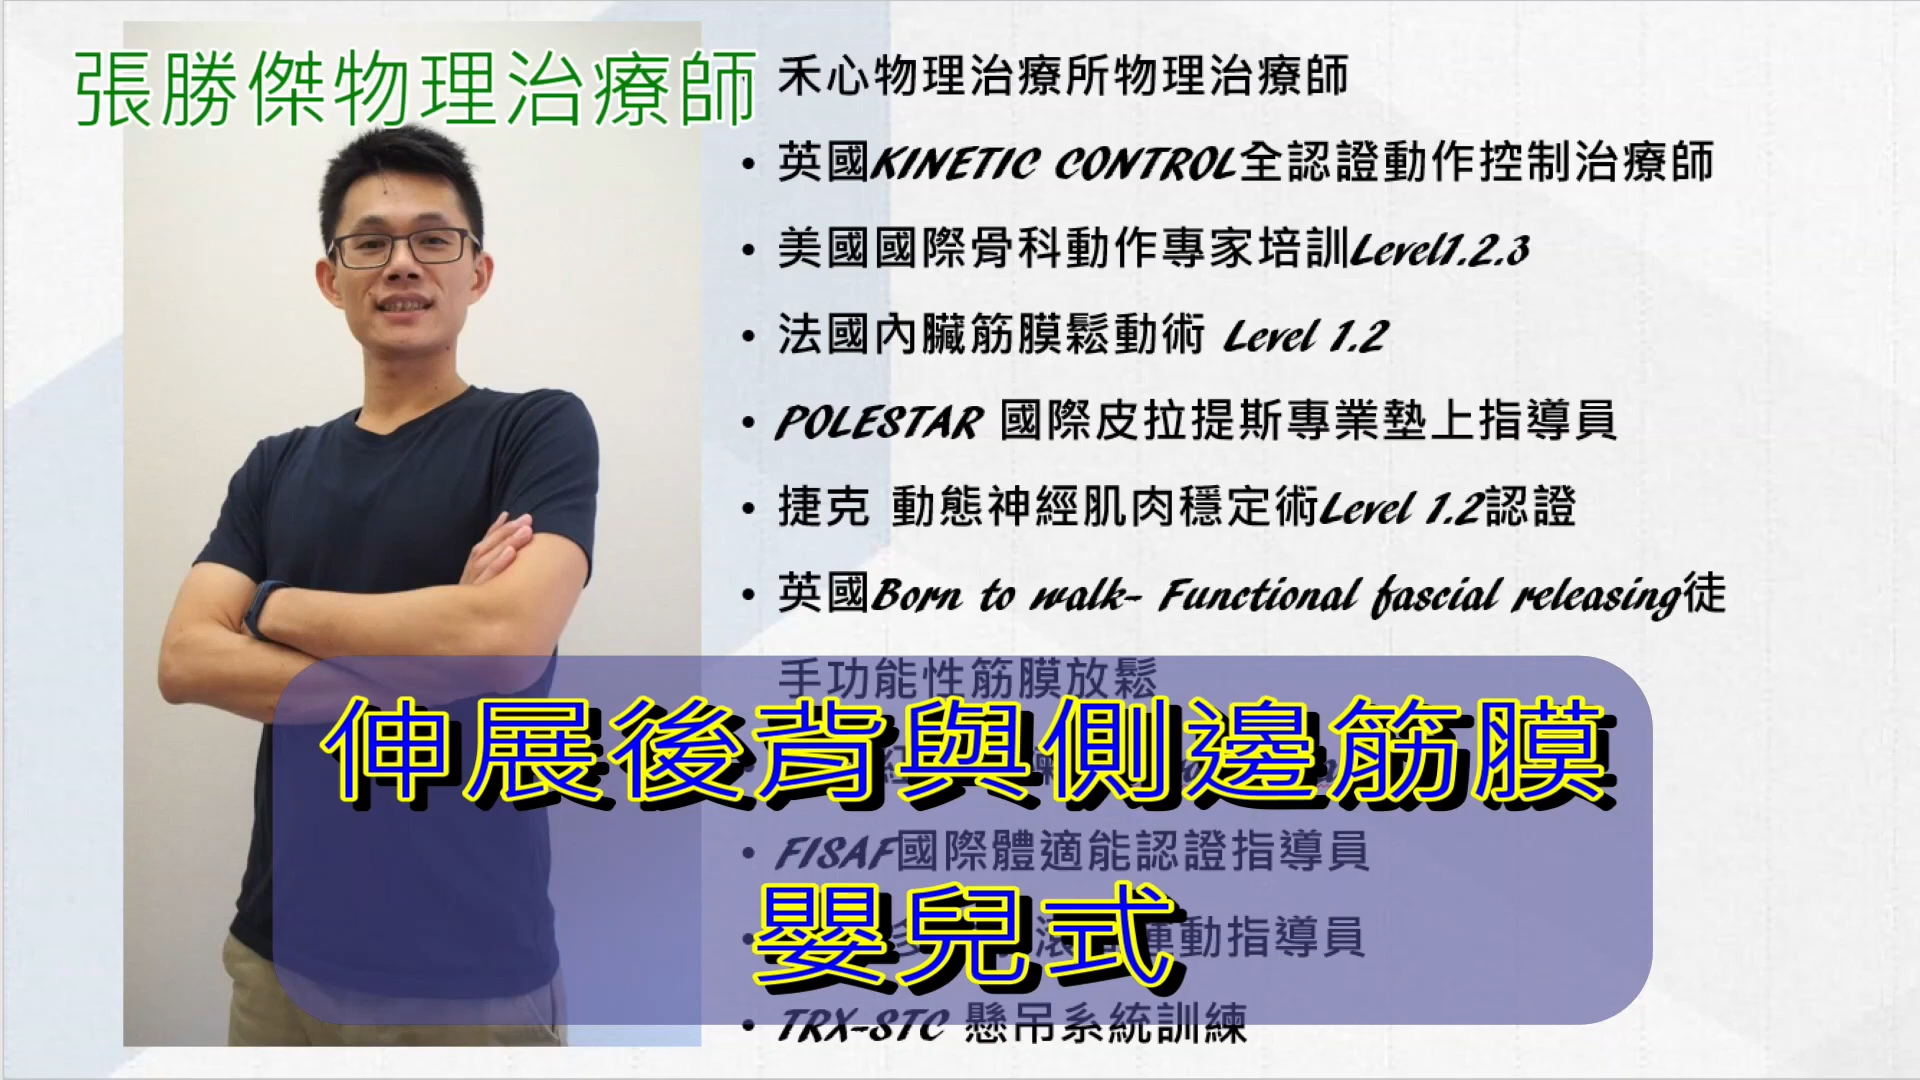 張勝傑物理治療師
禾心物理治療所物理治療師
• 英國KINETIC CONTROL全認證動作控制治療師
• 美國國際骨科動作專家培訓Level1.2.3
• 法國內臟筋膜鬆動術 Level 1.2
• POLESTAR 國際皮拉提斯專業墊上指導員
• 捷克 動態神經肌肉穩定術Level 1.2認證
• 英國Born to walk- Functional fascial releasing徒
手功能性筋膜放鬆
伸展後背與側邊筋膜
• FISAF國際體適能認證指導員
嬰兒式
動指導員
• TRX-STC 懸吊系統訓練